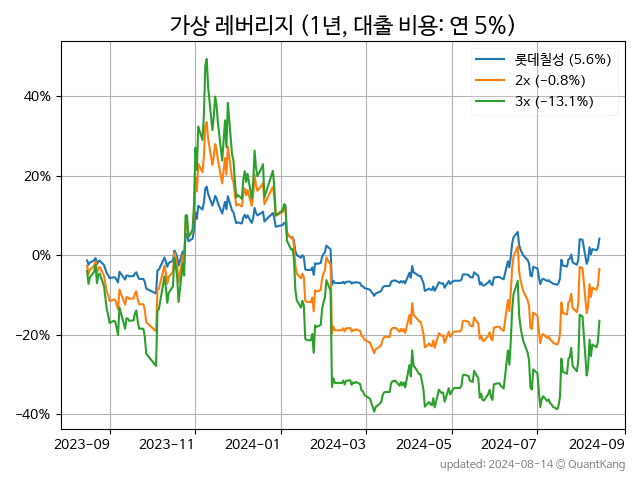 가상 레버리지 (1년, 대출 비용: 연 5%)
롯데칠성 (5.6%)
2x (−0.8%)
3x (−13.1%)
40%
20%
0%
−20%
−40%
2023−09 2023−11 2024−01 2024−03 2024−05 2024−07 2024−09
updated: 2024−08−14 © QuantKang